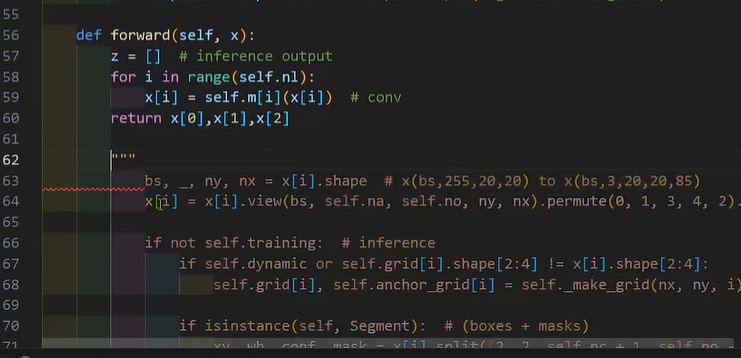 55
56 def forward(self, x):
57 z = []  # inference output
58 for i in range(self.nl):
59 x[i] = self.m[i](x[i])  # conv
60 return x[0],x[1],x[2]
61
62 """
63 bs, _, ny, nx = x[i].shape  # x(bs,255,20,20) to x(bs,3,20,20,85)
64 x[i] = x[i].view(bs, self.na, self.no, ny, nx).permute(0, 1, 3, 4, 2).
65
66 if not self.training:  # inference
67 if self.dynamic or self.grid[i].shape[2:4] != x[i].shape[2:4]:
68 self.grid[i], self.anchor_grid[i] = self._make_grid(nx, ny, i)
69
70 if isinstance(self, Segment):  # (boxes + masks)
71 xy, wh, conf, mask = x[i].split((2, 2, self.nc + 1, self.no -